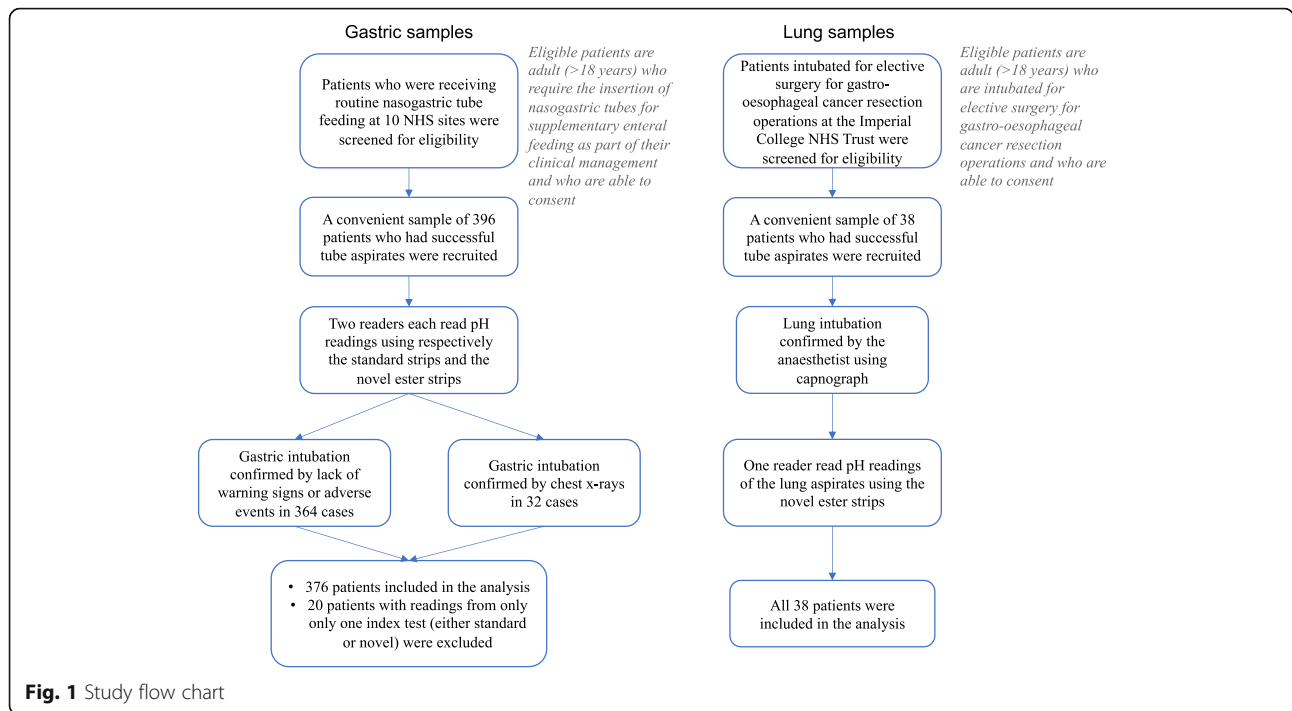 Gastric samples
Patients who were receiving
routine nasogastric tube
feeding at 10 NHS sites were
screened for eligibility
Eligible patients are
adult (>18 years) who
require the insertion of
nasogastric tubes for
supplementary enteral
feeding as part of their
clinical management
and who are able to
consent
A convenient sample of 396
patients who had successful
tube aspirates were recruited
Two readers each read pH
readings using respectively
the standard strips and the
novel ester strips
Gastric intubation
confirmed by lack of
warning signs or adverse
events in 364 cases
Gastric intubation
confirmed by chest x-rays
in 32 cases
• 376 patients included in the analysis
• 20 patients with readings from only
only one index test (either standard
or novel) were excluded
Lung samples
Patients intubated for elective
surgery for gastro-
oesophageal cancer resection
operations at the Imperial
College NHS Trust were
screened for eligibility
Eligible patients are
adult (>18 years) who
are intubated for
elective surgery for
gastro-oesophageal
cancer resection
operations and who are
able to consent
A convenient sample of 38
patients who had successful
tube aspirates were recruited
Lung intubation
confirmed by the
anaesthetist using
capnograph
One reader read pH readings
of the lung aspirates using the
novel ester strips
All 38 patients were
included in the analysis
Fig. 1 Study flow chart